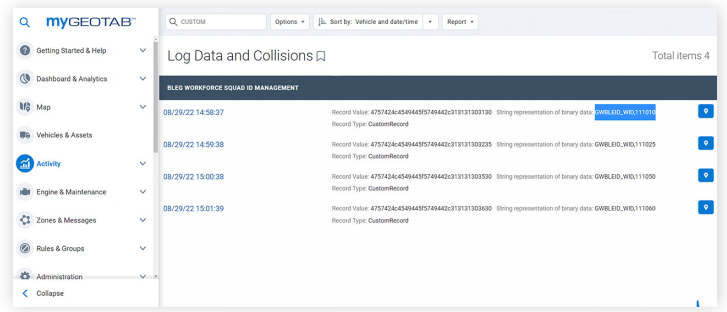 myGEOTAB™
CUSTOM
Options
Sort by: Vehicle and date/time
Report
Getting Started & Help
Dashboard & Analytics
Map
Vehicles & Assets
Activity
Engine & Maintenance
Zones & Messages
Rules & Groups
Administration
Collapse
Log Data and Collisions
Total items 4
BLEG WORKFORCE SQUAD ID MANAGEMENT
08/29/22 14:58:37
Record Value: 4757424c4549445f5749442c313131303130 String representation of binary data: GWBLEID_WID,111010
Record Type: CustomRecord
08/29/22 14:59:38
Record Value: 4757424c4549445f5749442c313131303235 String representation of binary data: GWBLEID_WID,111025
Record Type: CustomRecord
08/29/22 15:00:38
Record Value: 4757424c4549445f5749442c313131303530 String representation of binary data: GWBLEID_WID,111050
Record Type: CustomRecord
08/29/22 15:01:39
Record Value: 4757424c4549445f5749442c313131303630 String representation of binary data: GWBLEID_WID,111060
Record Type: CustomRecord